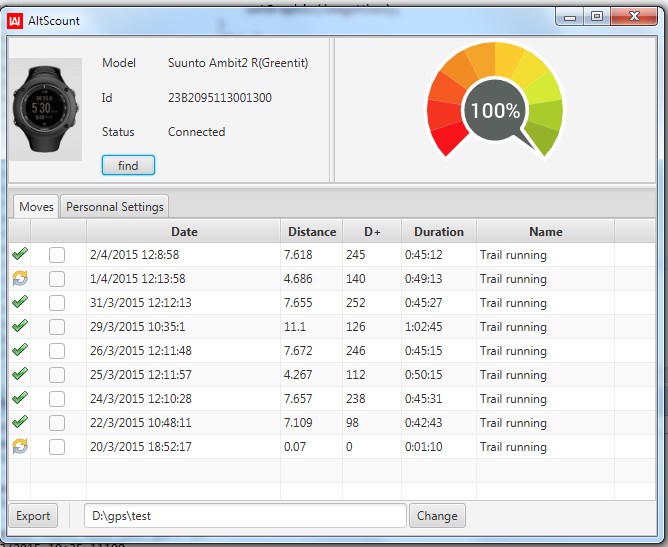 AltScount
Model Suunto Ambit2 R(Greentit)
Id 23B2095113001300
Status Connected
find
100%
Moves Personnal Settings
Date Distance D+ Duration Name
2/4/2015 12:8:58 7.618 245 0:45:12 Trail running
1/4/2015 12:13:58 4.686 140 0:49:13 Trail running
31/3/2015 12:12:13 7.655 252 0:45:27 Trail running
29/3/2015 10:35:1 11.1 126 1:02:45 Trail running
26/3/2015 12:11:48 7.672 246 0:45:15 Trail running
25/3/2015 12:11:57 4.267 112 0:50:15 Trail running
24/3/2015 12:10:28 7.657 238 0:45:31 Trail running
22/3/2015 10:48:11 7.109 98 0:42:43 Trail running
20/3/2015 18:52:17 0.07 0 0:01:10 Trail running
Export D:\gps\test Change